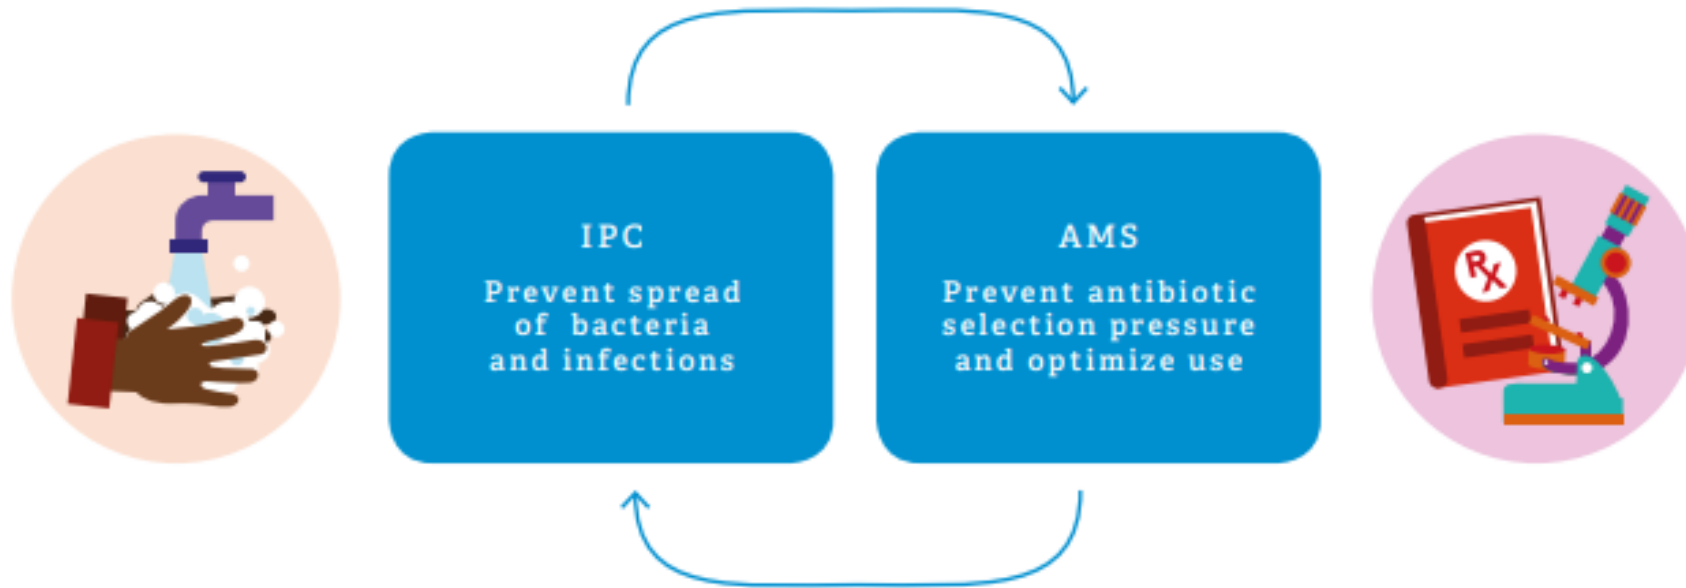 IPC
Prevent spread
of bacteria
and infections
AMS
Prevent antibiotic
selection pressure
and optimize use
Rx